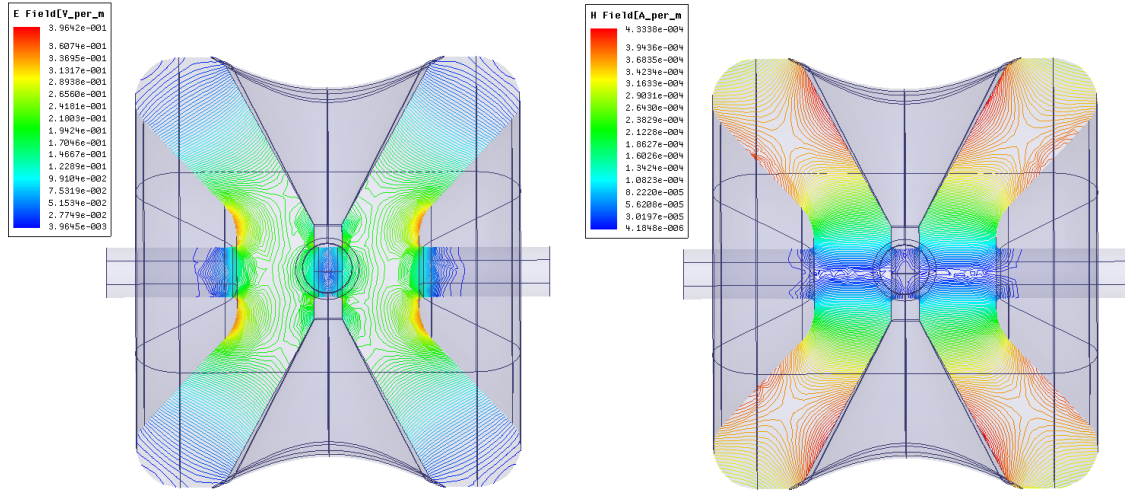 E Field[V_per_m
3.9642e-001
3.6074e-001
3.3695e-001
3.1317e-001
2.8938e-001
2.6560e-001
2.4181e-001
2.1803e-001
1.9424e-001
1.7046e-001
1.4667e-001
1.2289e-001
9.9104e-002
7.5319e-002
5.1534e-002
2.7749e-002
3.9645e-003
H Field[A_per_m
4.3338e-004
3.9436e-004
3.6835e-004
3.4234e-004
3.1633e-004
2.9031e-004
2.6430e-004
2.3829e-004
2.1228e-004
1.8627e-004
1.6026e-004
1.3424e-004
1.0823e-004
8.2220e-005
5.6208e-005
3.0197e-005
4.1848e-006